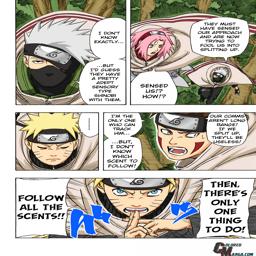 THEY
MUST HAVE
SENSED
OUR APPROACH
AND ARE NOW
TRYING TO
FOOL US INTO
SPLITTING UP.
SENSED
US!?
HOW!?
I DON'T
KNOW
EXACTLY...
...BUT
I'D GUESS
THEY HAVE
A PRETTY
ADEPT
SENSORY
TYPE
SHINOBI
WITH THEM.
OUR COMMS
AREN'T LONG
RANGE!
IF WE
SPLIT UP,
THEY'LL BE
USELESS!
I'M THE
ONLY ONE
WHO CAN
TRACK
HIM...
...BUT, I
DON'T
KNOW
WHICH
SCENT TO
FOLLOW!
THEN,
THERE'S
ONLY ONE
THING
TO DO!
FOLLOW
ALL THE
SCENTS!!
COLORED
MANGA.COM